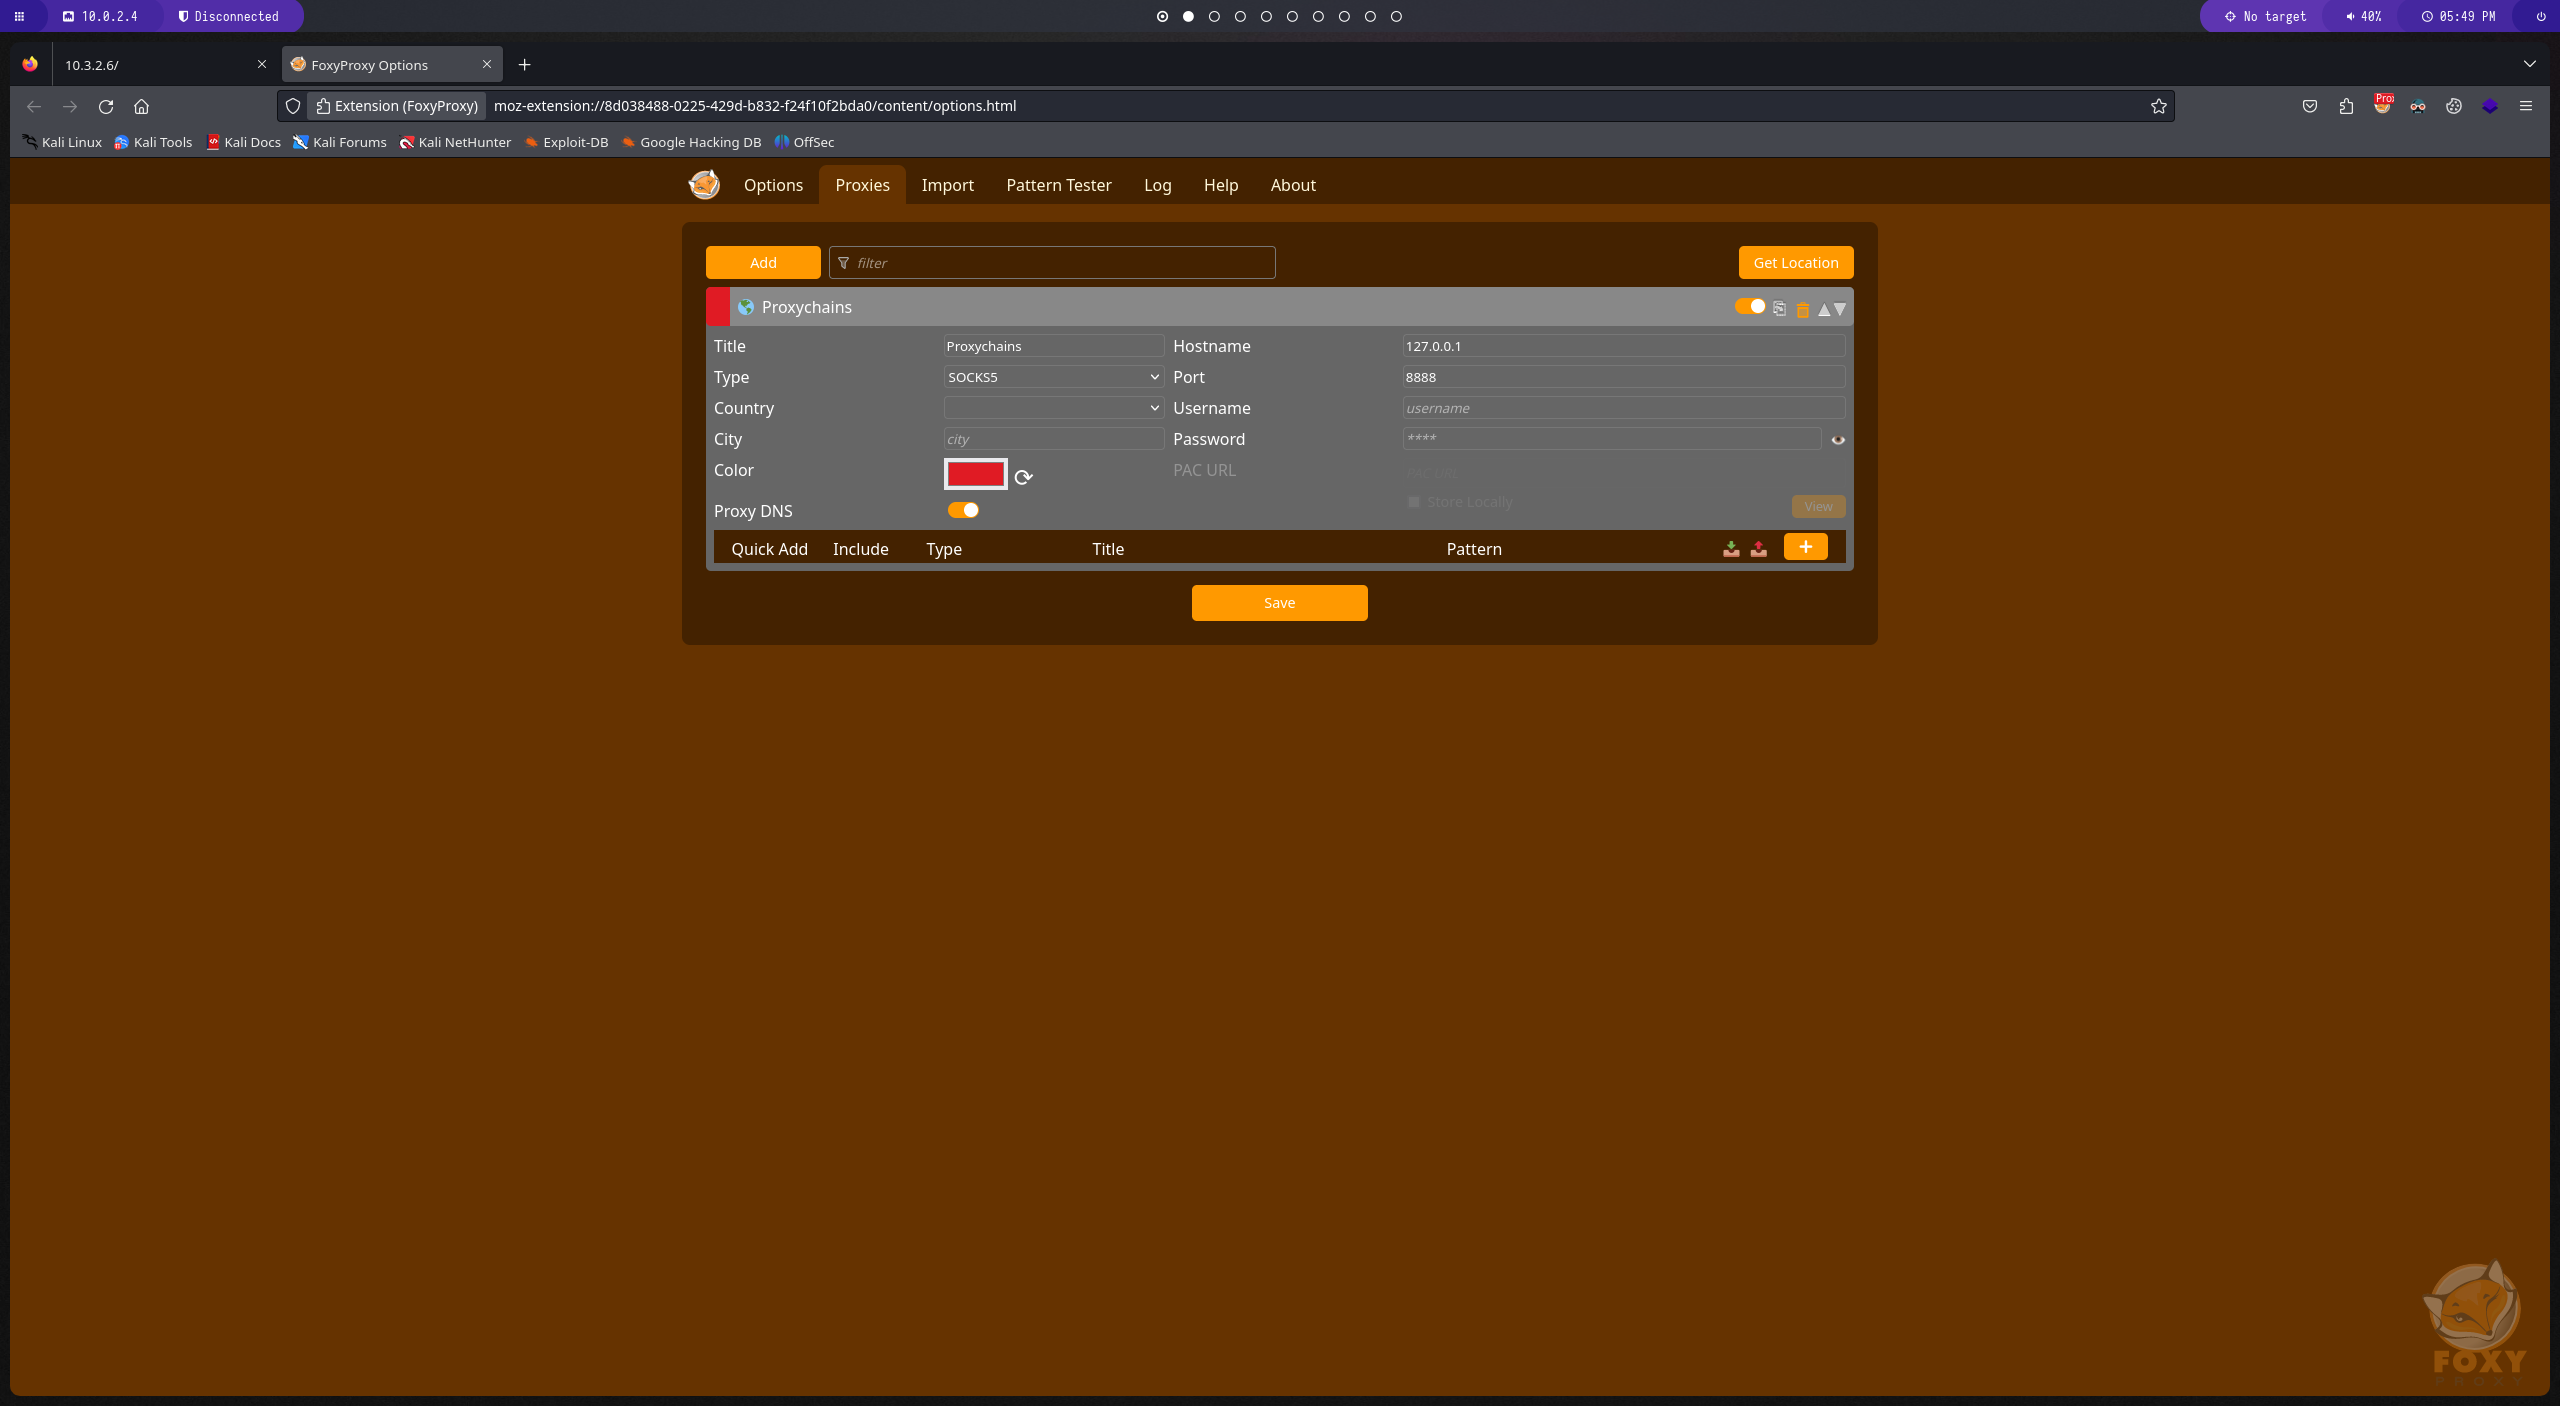 10.0.2.4 Disconnected No target 40% 05:49 PM
10.3.2.6/ FoxyProxy Options
Extension (FoxyProxy) moz-extension://8d038488-0225-429d-b832-f24f10f2bda0/content/options.html
Kali Linux Kali Tools Kali Docs Kali Forums Kali NetHunter Exploit-DB Google Hacking DB OffSec
Options Proxies Import Pattern Tester Log Help About
Add filter Get Location
Proxychains
Title Proxychains Hostname 127.0.0.1
Type SOCKS5 Port 8888
Country Username username
City city Password ****
Color PAC URL PAC URL
Store Locally View
Proxy DNS
Quick Add Include Type Title Pattern
Save
FOXY
PROXY